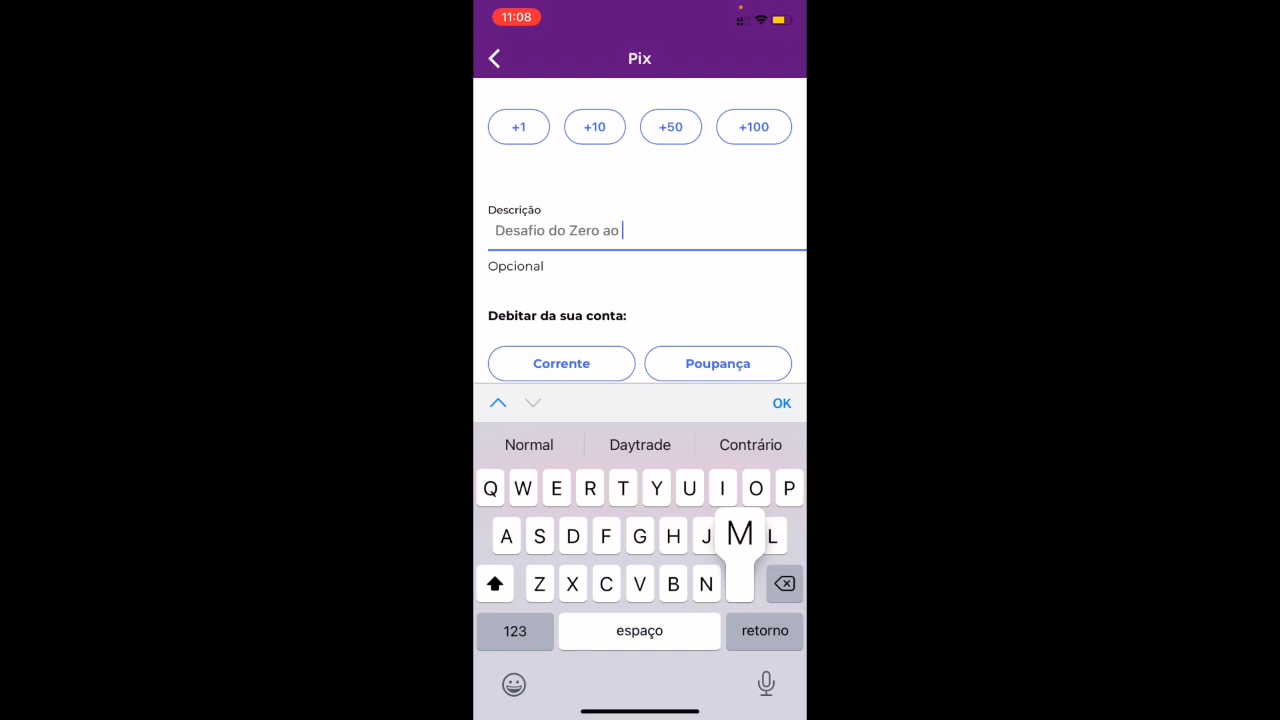 11:08
Pix
+1 +10 +50 +100
Descrição
Desafio do Zero ao
Opcional
Debitar da sua conta:
Corrente Poupança
OK
Normal Daytrade Contrário
Q W E R T Y U I O P
A S D F G H J M L
Z X C V B N
123 espaço retorno